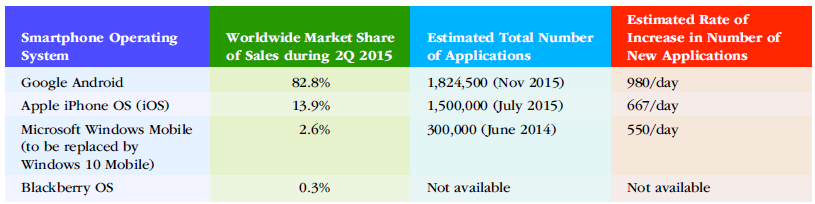 Smartphone Operating System
Worldwide Market Share of Sales during 2Q 2015
Estimated Total Number of Applications
Estimated Rate of Increase in Number of New Applications
Google Android 82.8% 1,824,500 (Nov 2015) 980/day
Apple iPhone OS (iOS) 13.9% 1,500,000 (July 2015) 667/day
Microsoft Windows Mobile 2.6% 300,000 (June 2014) 550/day
(to be replaced by
Windows 10 Mobile)
Blackberry OS 0.3% Not available Not available